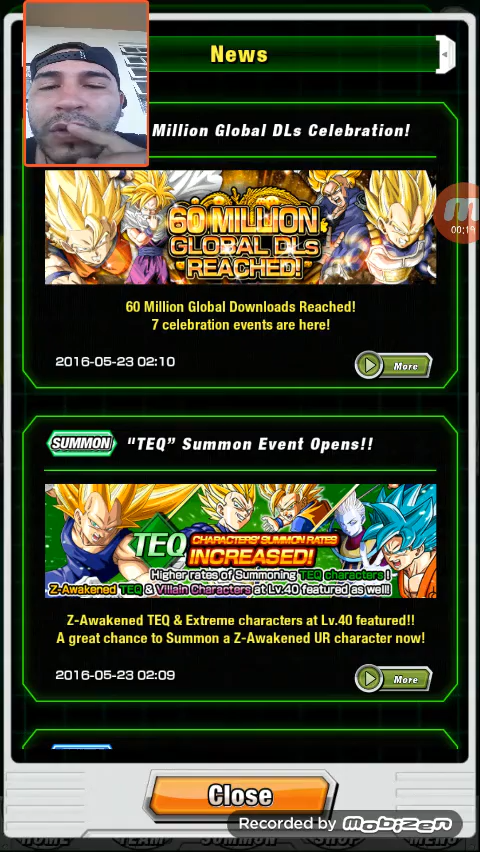 News
Million Global DLs Celebration!
60 MILLION
GLOBAL DLs
REACHED!
00:19
60 Million Global Downloads Reached!
7 celebration events are here!
2016-05-23 02:10
More
SUMMON
“TEQ” Summon Event Opens!!
TEQ CHARACTERS' SUMMON RATES
INCREASED!
Higher rates of Summoning TEQ characters!
Z-Awakened TEQ & Villain Characters at Lv.40 featured as well!
Z-Awakened TEQ & Extreme characters at Lv.40 featured!!
A great chance to Summon a Z-Awakened UR character now!
2016-05-23 02:09
More
Close
Recorded by Mobizen